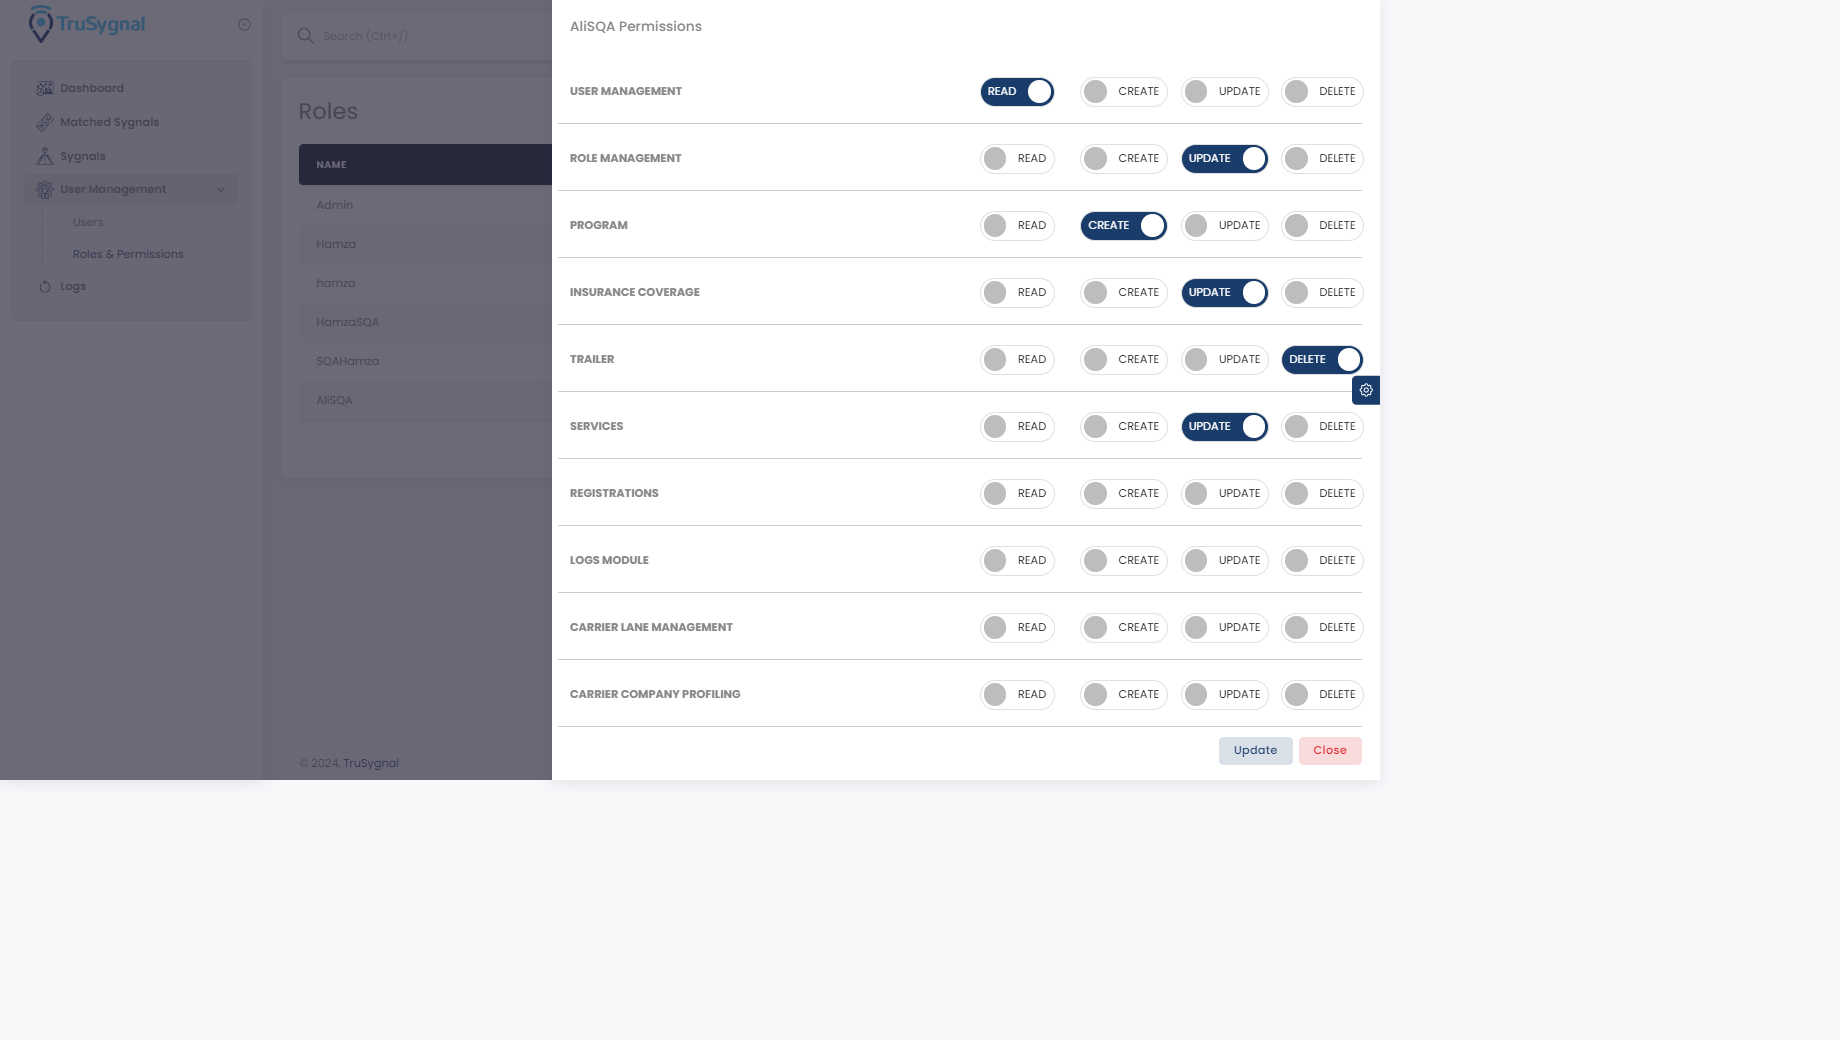 TruSygnal
Search (Ctrl+/)
Dashboard
Matched Sygnals
Sygnals
User Management
Users
Roles & Permissions
Logs
Roles
NAME
Admin
Hamza
hamza
HamzaSQA
SQAHamza
AliSQA
© 2024, TruSygnal
AliSQA Permissions
USER MANAGEMENT READ CREATE UPDATE DELETE
ROLE MANAGEMENT READ CREATE UPDATE DELETE
PROGRAM READ CREATE UPDATE DELETE
INSURANCE COVERAGE READ CREATE UPDATE DELETE
TRAILER READ CREATE UPDATE DELETE
SERVICES READ CREATE UPDATE DELETE
REGISTRATIONS READ CREATE UPDATE DELETE
LOGS MODULE READ CREATE UPDATE DELETE
CARRIER LANE MANAGEMENT READ CREATE UPDATE DELETE
CARRIER COMPANY PROFILING READ CREATE UPDATE DELETE
Update Close